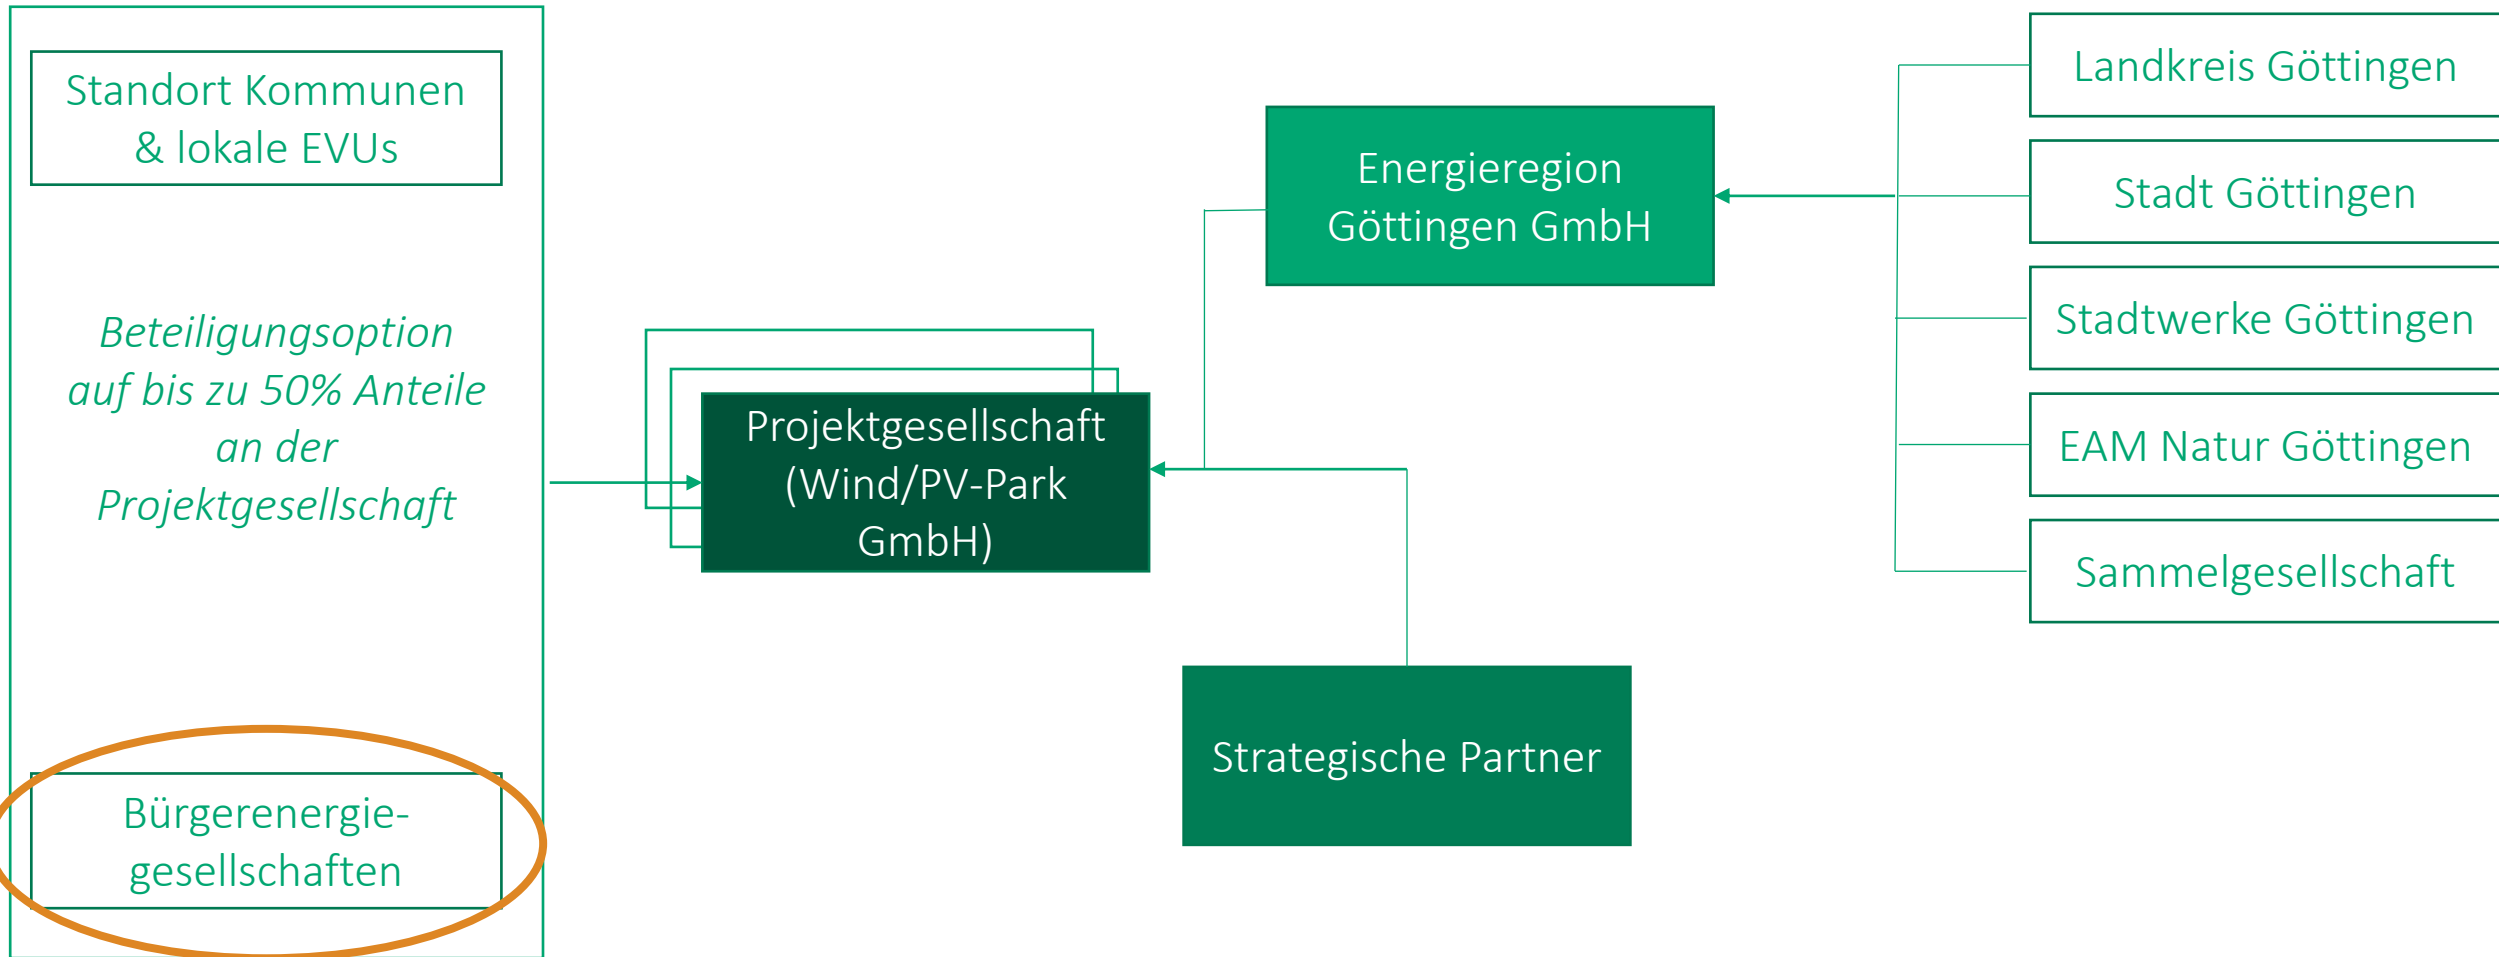 Standort Kommunen
& lokale EVUs
Beteiligungsoption
auf bis zu 50% Anteile
an der
Projektgesellschaft
Bürgerenergie-
gesellschaften
Projektgesellschaft
(Wind/PV-Park
GmbH)
Energieregion
Göttingen GmbH
Strategische Partner
Landkreis Göttingen
Stadt Göttingen
Stadtwerke Göttingen
EAM Natur Göttingen
Sammelgesellschaft